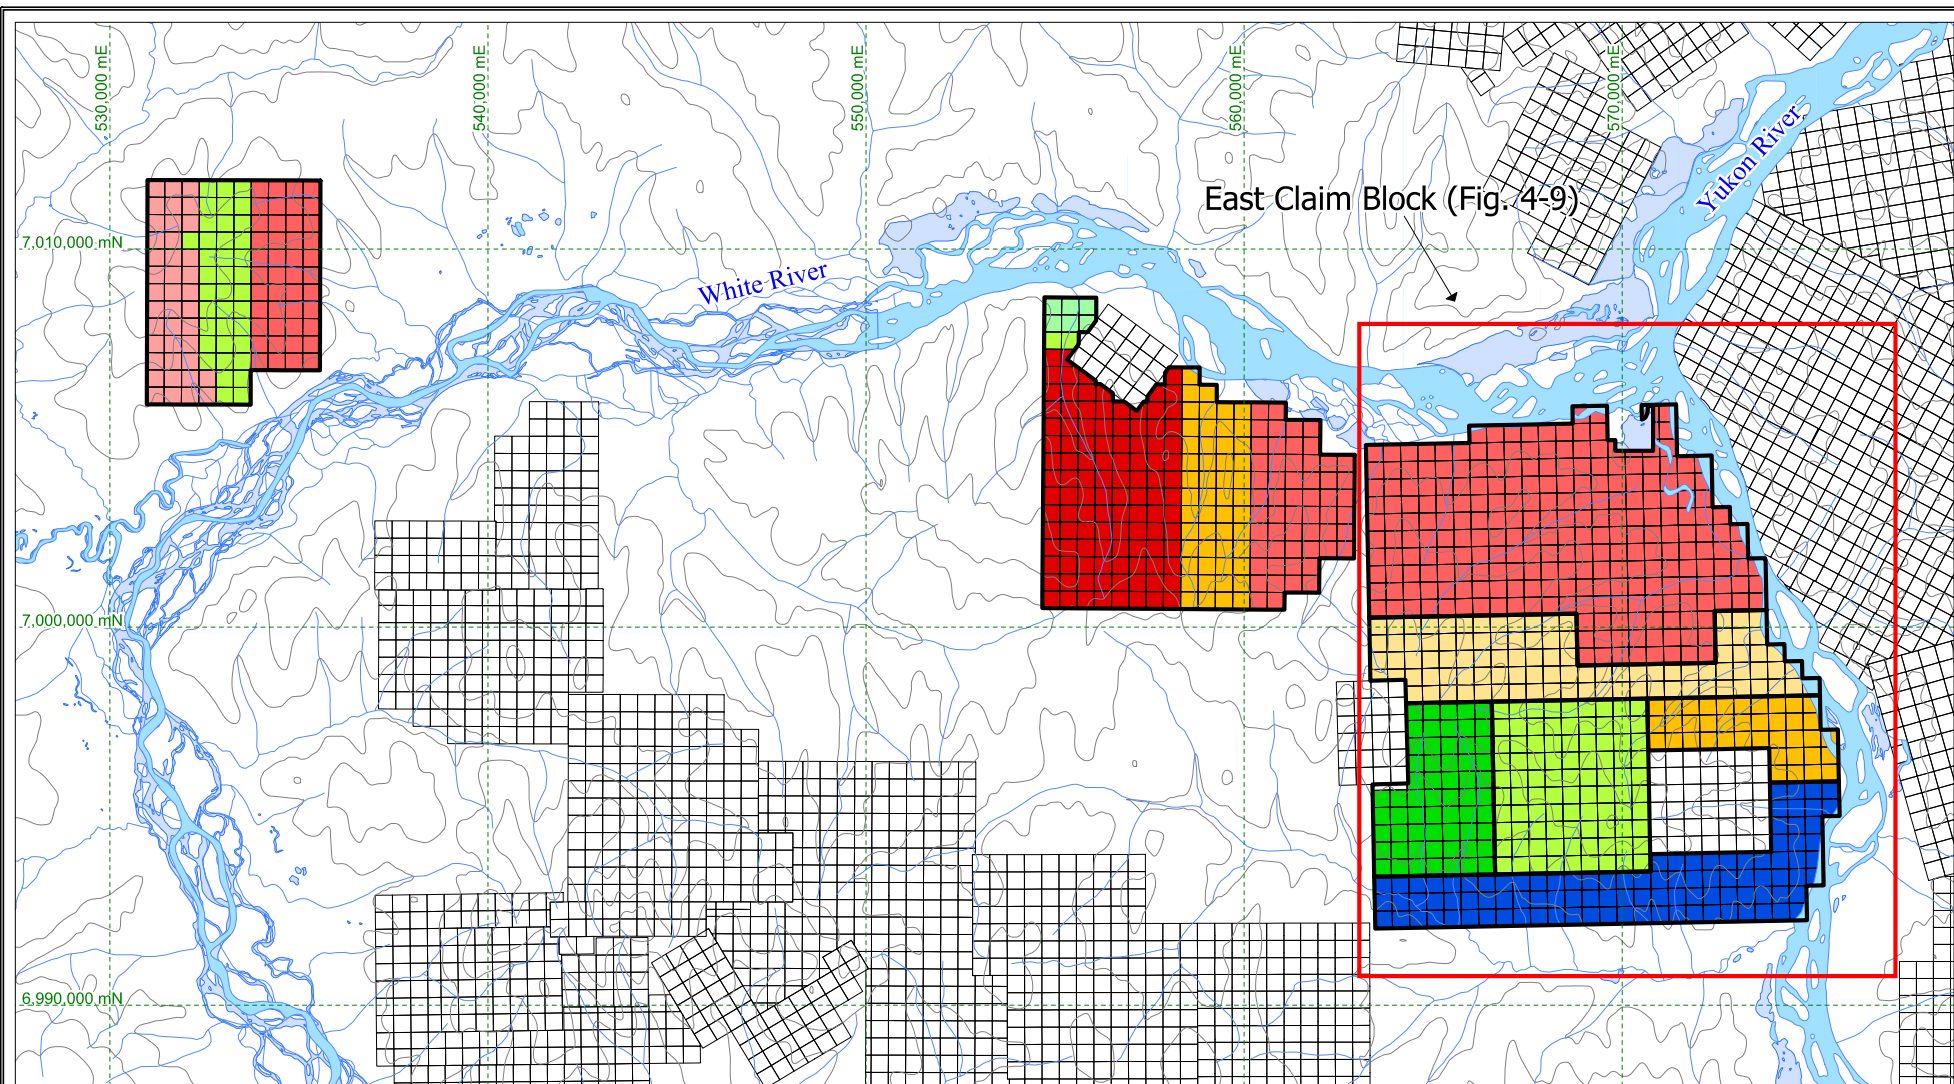 530,000 mE
540,000 mE
550,000 mE
560,000 mE
570,000 mE
Yukon River
East Claim Block (Fig. 4-9)
7,010,000 mN
White River
7,000,000 mN
6,990,000 mN